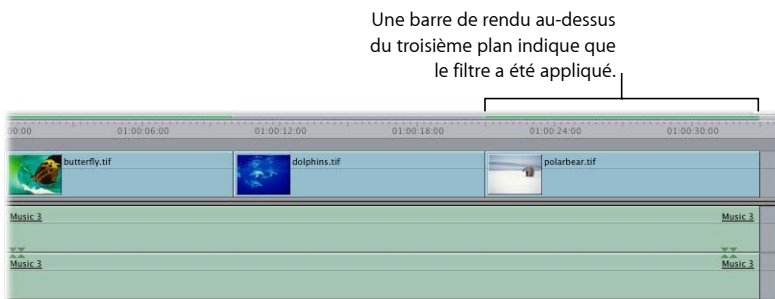 Une barre de rendu au-dessus
du troisième plan indique que
le filtre a été appliqué.
00:00 01:00:06:00 01:00:12:00 01:00:18:00 01:00:24:00 01:00:30:00
butterfly.tif dolphins.tif polarbear.tif
Music 3 Music 3
Music 3 Music 3